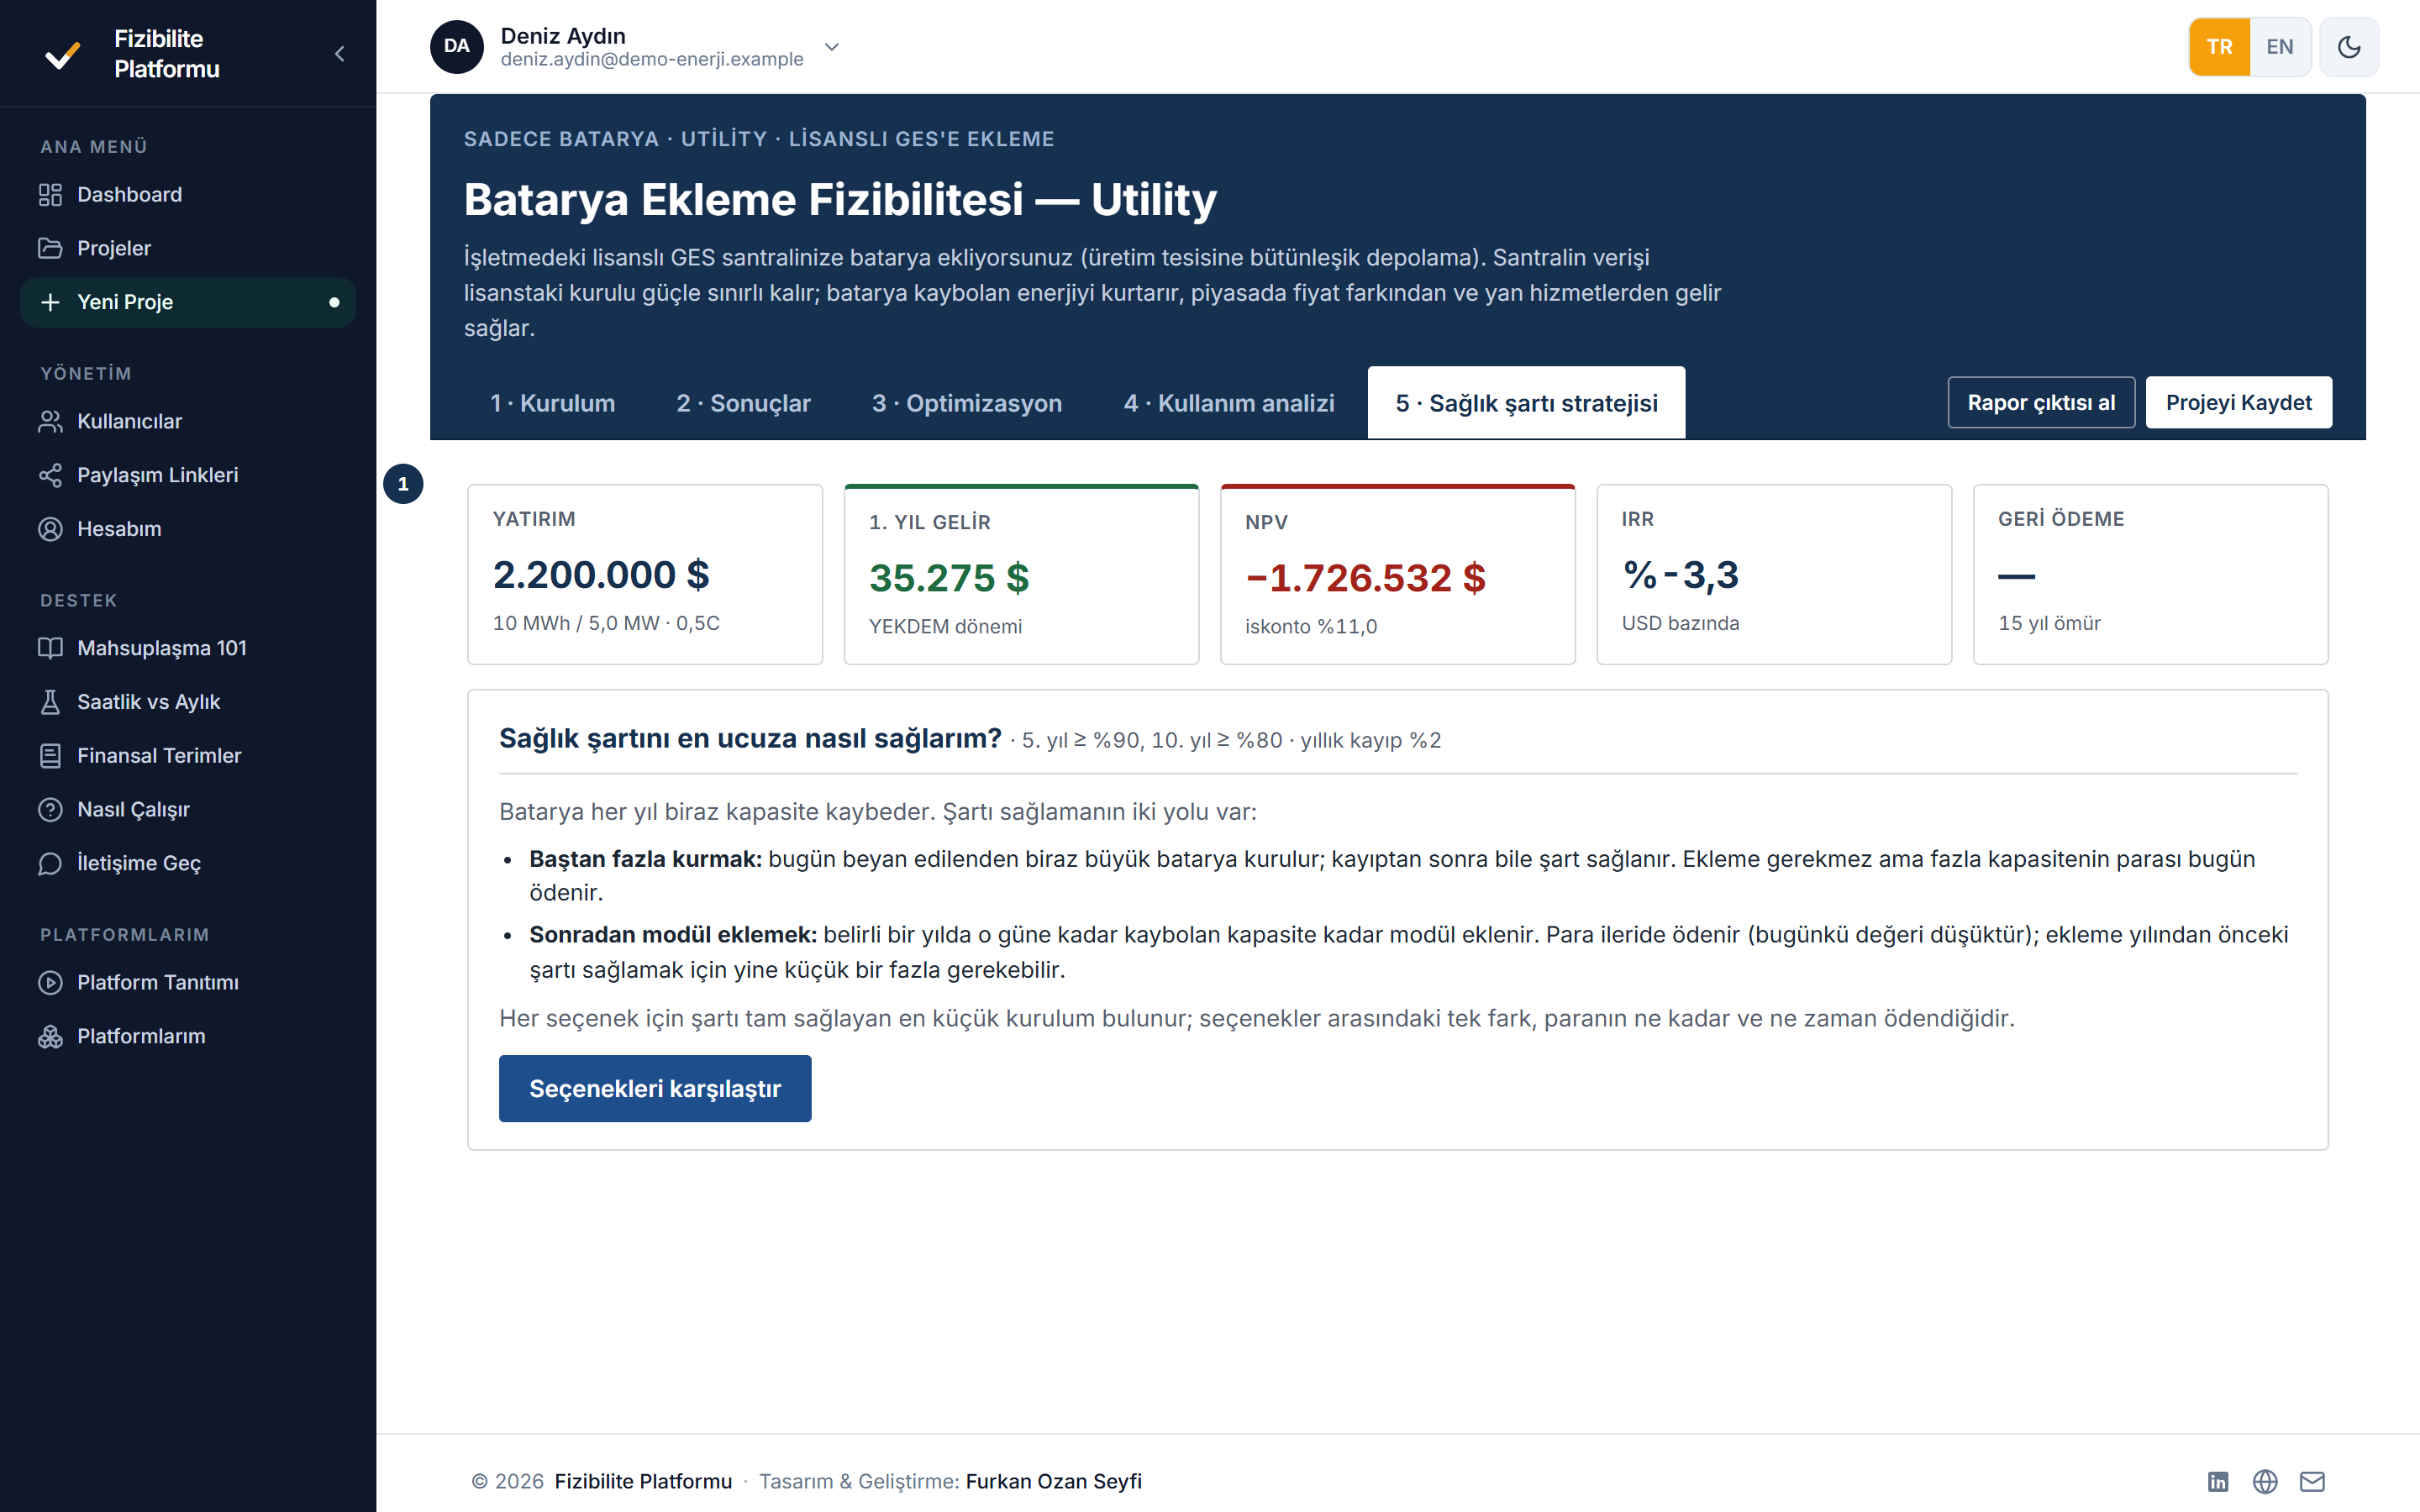 Fizibilite
Platformu
ANA MENÜ
Dashboard
Projeler
Yeni Proje
YÖNETİM
Kullanıcılar
Paylaşım Linkleri
Hesabım
DESTEK
Mahsuplaşma 101
Saatlik vs Aylık
Finansal Terimler
Nasıl Çalışır
İletişime Geç
PLATFORMLARIM
Platform Tanıtımı
Platformlarım
DA
Deniz Aydın
deniz.aydin@demo-enerji.example
TR EN
SADECE BATARYA · UTİLİTY · LİSANSLI GES'E EKLEME
Batarya Ekleme Fizibilitesi — Utility
İşletmedeki lisanslı GES santralinize batarya ekliyorsunuz (üretim tesisine bütünleşik depolama). Santralin verişi
lisanstaki kurulu güçle sınırlı kalır; batarya kaybolan enerjiyi kurtarır, piyasada fiyat farkından ve yan hizmetlerden gelir
sağlar.
1 · Kurulum 2 · Sonuçlar 3 · Optimizasyon 4 · Kullanım analizi 5 · Sağlık şartı stratejisi Rapor çıktısı al Projeyi Kaydet
1
YATIRIM
2.200.000 $
10 MWh / 5,0 MW · 0,5C
1. YIL GELİR
35.275 $
YEKDEM dönemi
NPV
−1.726.532 $
iskonto %11,0
IRR
%-3,3
USD bazında
GERİ ÖDEME
—
15 yıl ömür
Sağlık şartını en ucuza nasıl sağlarım? · 5. yıl ≥ %90, 10. yıl ≥ %80 · yıllık kayıp %2
Batarya her yıl biraz kapasite kaybeder. Şartı sağlamanın iki yolu var:
• Baştan fazla kurmak: bugün beyan edilenden biraz büyük batarya kurulur; kayıptan sonra bile şart sağlanır. Ekleme gerekmez ama fazla kapasitenin parası bugün
ödenir.
• Sonradan modül eklemek: belirli bir yılda o güne kadar kaybolan kapasite kadar modül eklenir. Para ileride ödenir (bugünkü değeri düşüktür); ekleme yılından önceki
şartı sağlamak için yine küçük bir fazla gerekebilir.
Her seçenek için şartı tam sağlayan en küçük kurulum bulunur; seçenekler arasındaki tek fark, paranın ne kadar ve ne zaman ödendiğidir.
Seçenekleri karşılaştır
© 2026 Fizibilite Platformu · Tasarım & Geliştirme: Furkan Ozan Seyfi
in